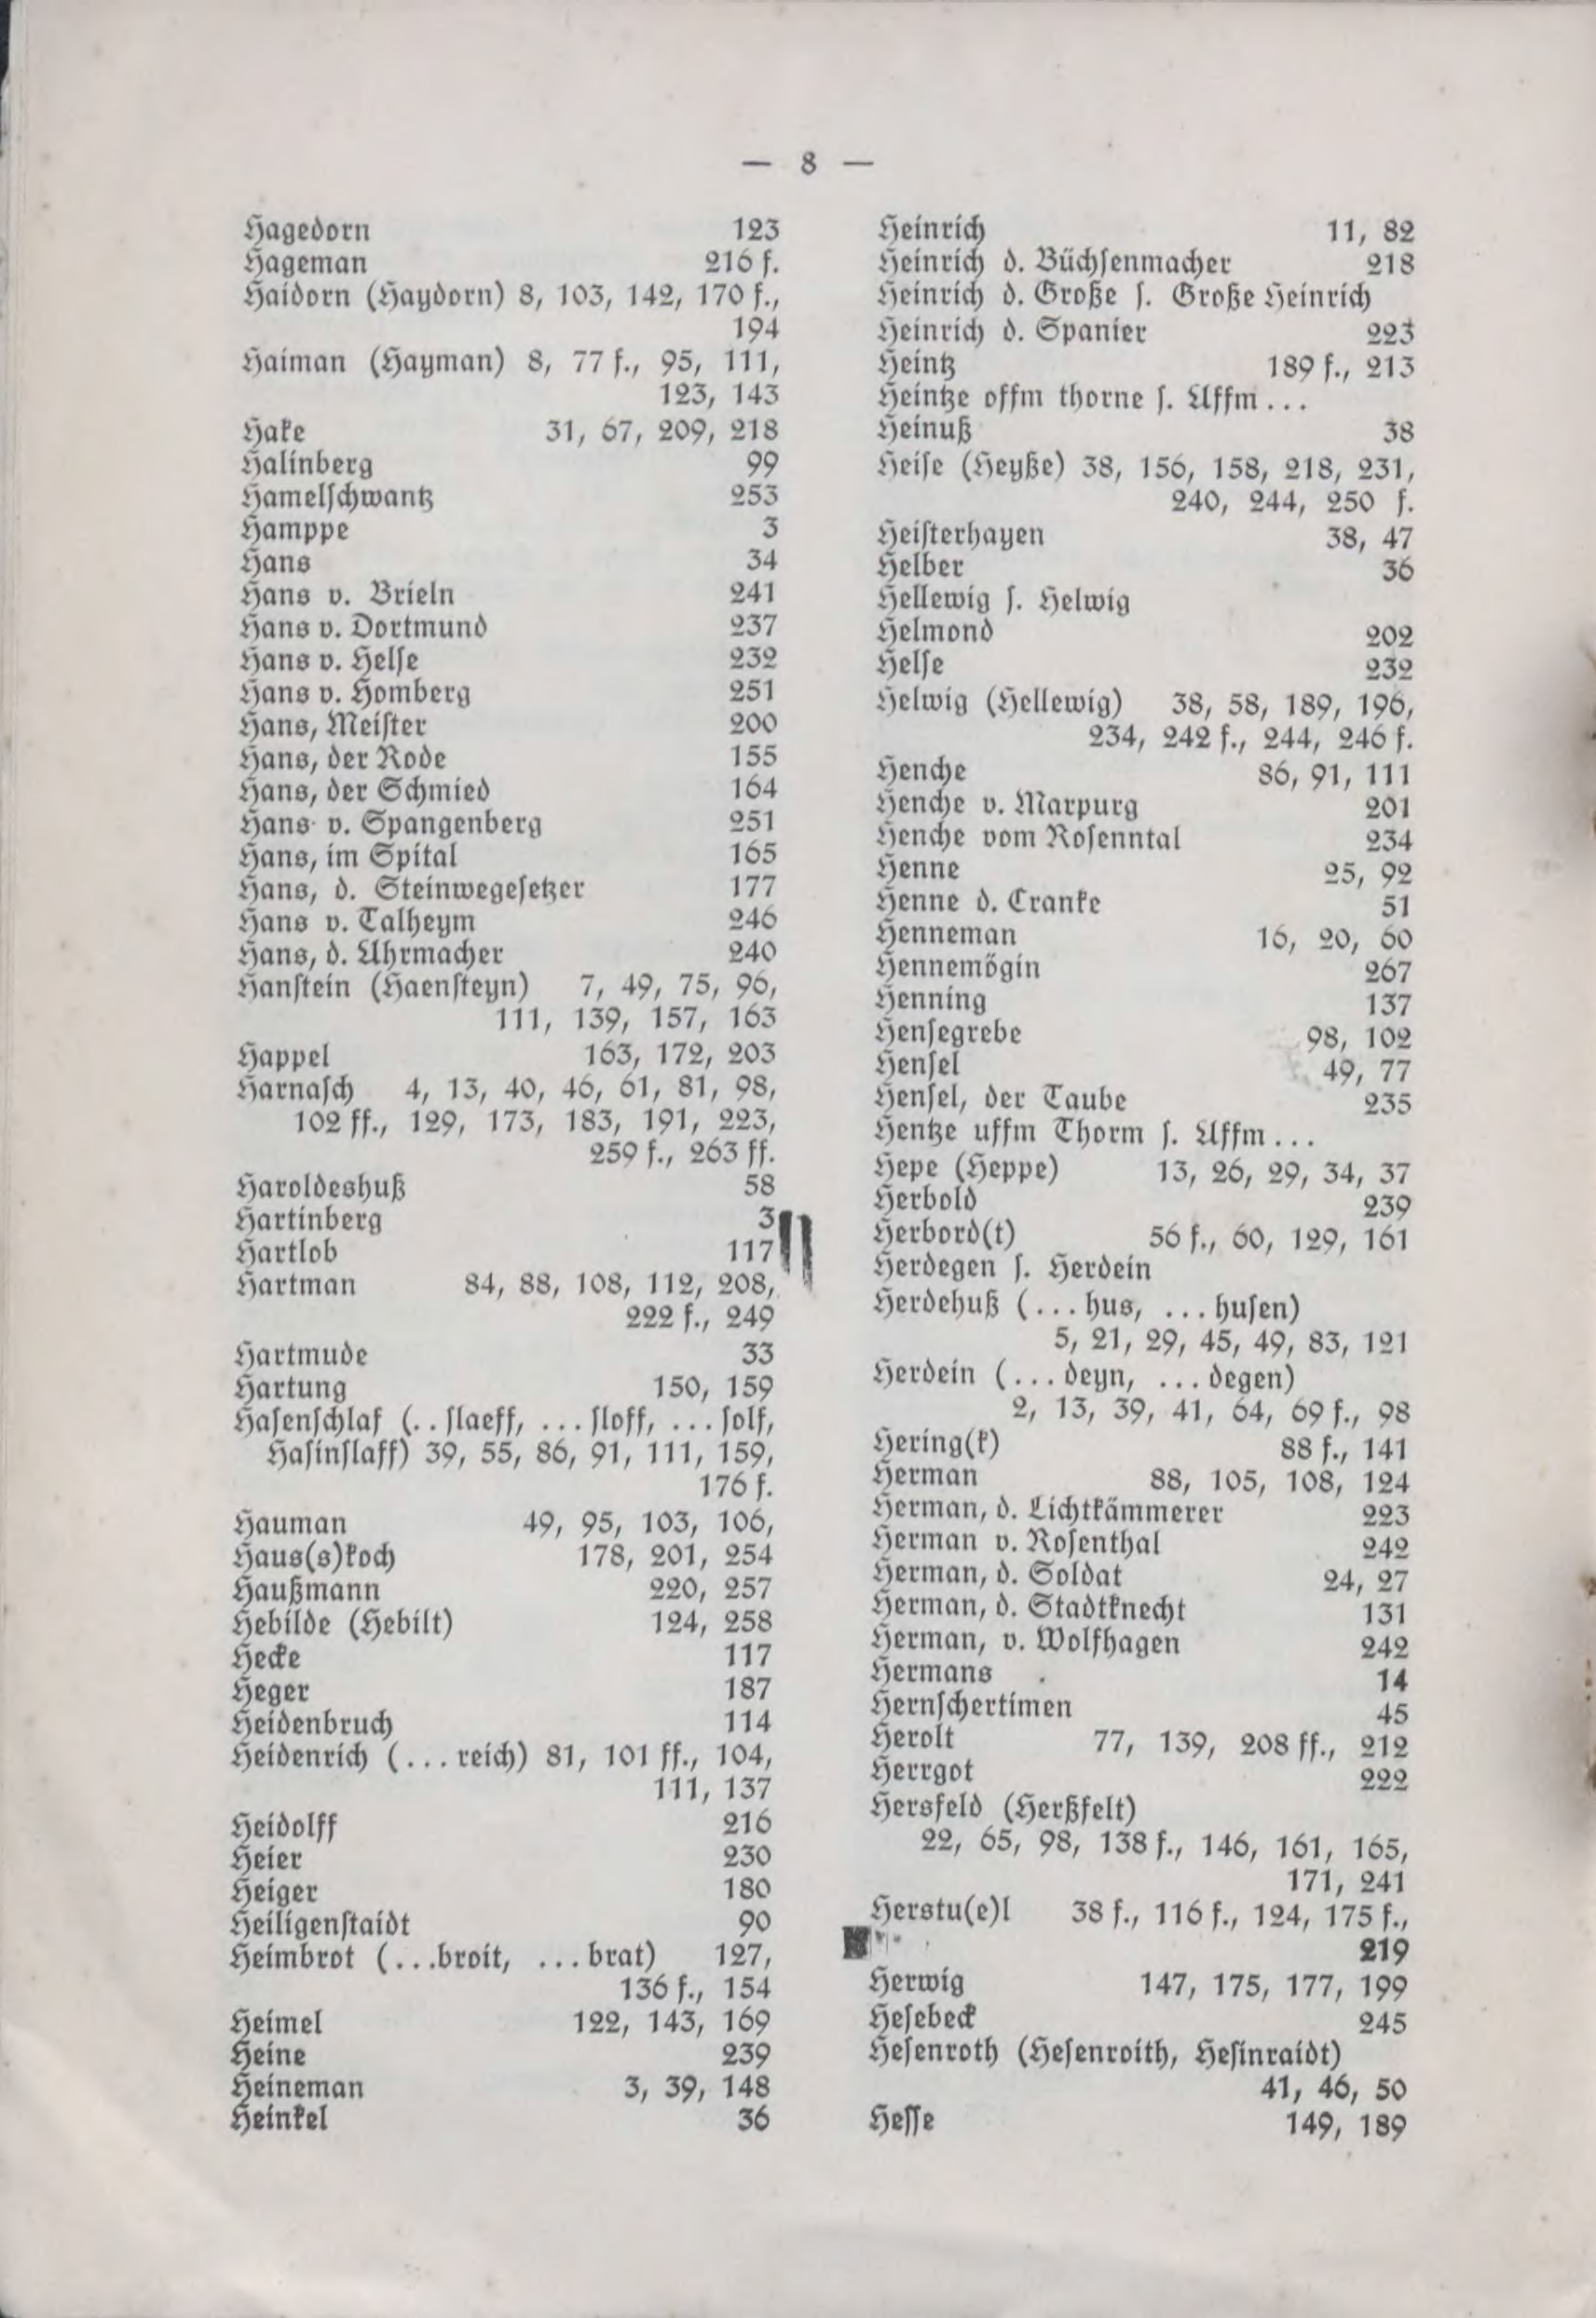 — 8 —
Hagedorn 123
Hageman 216 f.
Haidorn (Haydorn) 8, 103, 142, 170 f.,
194
Haiman (Hayman) 8, 77 f., 95, 111,
123, 143
Hake 31, 67, 209, 218
Halinberg 99
Hamelſchwantz 253
Hamppe 3
Hans 34
Hans v. Brieln 241
Hans v. Dortmund 237
Hans v. Helſe 232
Hans v. Homberg 251
Hans, Meiſter 200
Hans, der Rode 155
Hans, der Schmied 164
Hans v. Spangenberg 251
Hans, im Spital 165
Hans, d. Steinwegeſetzer 177
Hans v. Talheym 246
Hans, d. Uhrmacher 240
Hanſtein (Haenſteyn) 7, 49, 75, 96,
111, 139, 157, 163
Happel 163, 172, 203
Harnaſch 4, 13, 40, 46, 61, 81, 98,
102 ff., 129, 173, 183, 191, 223,
259 f., 263 ff.
Haroldeshuß 58
Hartinberg 3
Hartlob 117
Hartman 84, 88, 108, 112, 208,
222 f., 249
Hartmude 33
Hartung 150, 159
Haſenſchlaf (.. ſlaeff, ... ſloff, ... ſolf,
Haſinſlaff) 39, 55, 86, 91, 111, 159,
176 f.
Hauman 49, 95, 103, 106,
Haus(s)koch 178, 201, 254
Haußmann 220, 257
Hebilde (Hebilt) 124, 258
Hecke 117
Heger 187
Heidenbruch 114
Heidenrich (... reich) 81, 101 ff., 104,
111, 137
Heidolff 216
Heier 230
Heiger 180
Heiligenſtaidt 90
Heimbrot (...broit, ... brat) 127,
136 f., 154
Heimel 122, 143, 169
Heine 239
Heineman 3, 39, 148
Heinkel 36
Heinrich 11, 82
Heinrich d. Büchſenmacher 218
Heinrich d. Große ſ. Große Heinrich
Heinrich d. Spanier 223
Heintz 189 f., 213
Heintze offm thorne ſ. Uffm ...
Heinuß 38
Heiſe (Heyße) 38, 156, 158, 218, 231,
240, 244, 250 f.
Heiſterhayen 38, 47
Helber 36
Hellewig ſ. Helwig
Helmond 202
Helſe 232
Helwig (Hellewig) 38, 58, 189, 196,
234, 242 f., 244, 246 f.
Henche 86, 91, 111
Henche v. Marpurg 201
Henche vom Roſenntal 234
Henne 25, 92
Henne d. Cranke 51
Henneman 16, 20, 60
Hennemögin 267
Henning 137
Henſegrebe 98, 102
Henſel 49, 77
Henſel, der Taube 235
Hentze uffm Thorm ſ. Uffm ...
Hepe (Heppe) 13, 26, 29, 34, 37
Herbold 239
Herbord(t) 56 f., 60, 129, 161
Herdegen ſ. Herdein
Herdehuß (... hus, ... huſen)
5, 21, 29, 45, 49, 83, 121
Herdein (... deyn, ... degen)
2, 13, 39, 41, 64, 69 f., 98
Hering(k) 88 f., 141
Herman 88, 105, 108, 124
Herman, d. Lichtkämmerer 223
Herman v. Roſenthal 242
Herman, d. Soldat 24, 27
Herman, d. Stadtknecht 131
Herman, v. Wolfhagen 242
Hermans 14
Hernſchertimen 45
Herolt 77, 139, 208 ff., 212
Herrgot 222
Hersfeld (Herßfelt)
22, 65, 98, 138 f., 146, 161, 165,
171, 241
Herstu(e)l 38 f., 116 f., 124, 175 f.,
219
Herwig 147, 175, 177, 199
Heſebeck 245
Heſenroth (Heſenroith, Heſinraidt)
41, 46, 50
Heſſe 149, 189